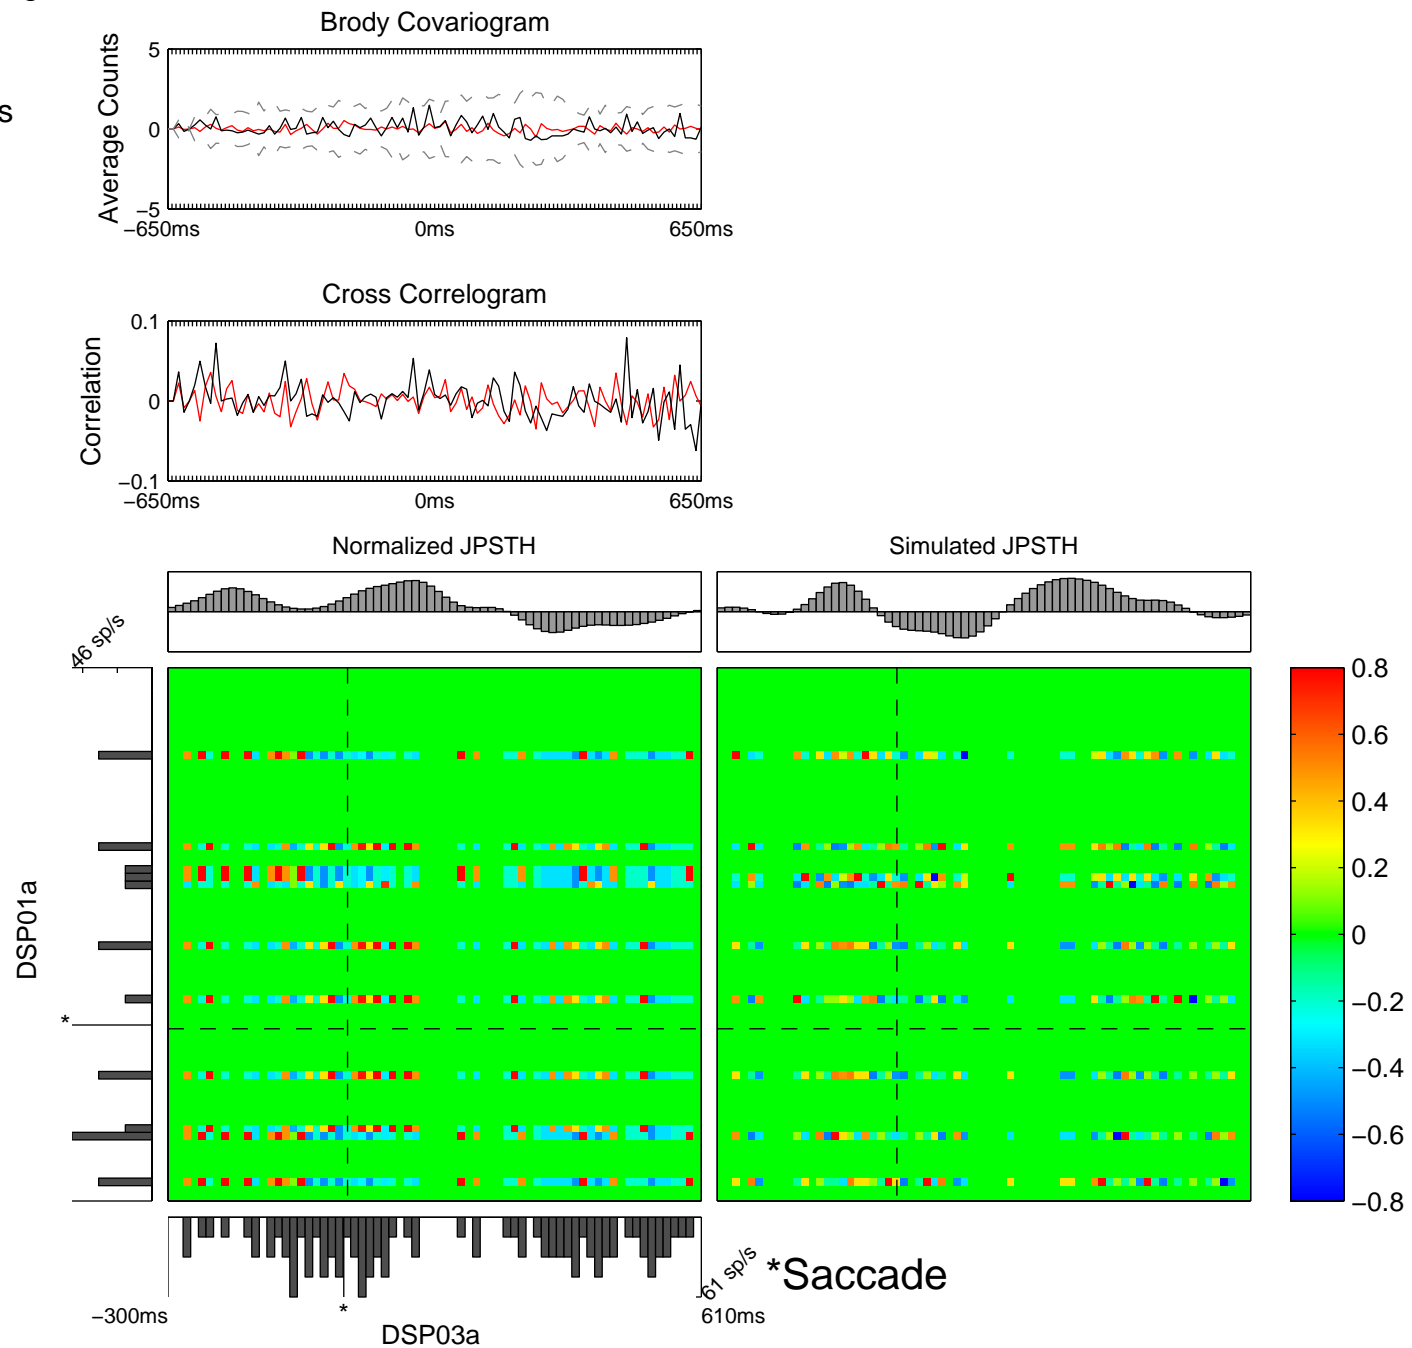 g
s
Brody Covariogram
Average Counts
5
0
−5
−650ms 0ms 650ms
Cross Correlogram
Correlation
0.1
0
−0.1
−650ms 0ms 650ms
Normalized JPSTH
Simulated JPSTH
46 sp/s
DSP01a
*
0.8
0.6
0.4
0.2
0
−0.2
−0.4
−0.6
−0.8
61 sp/s
*Saccade
−300ms * 610ms
DSP03a